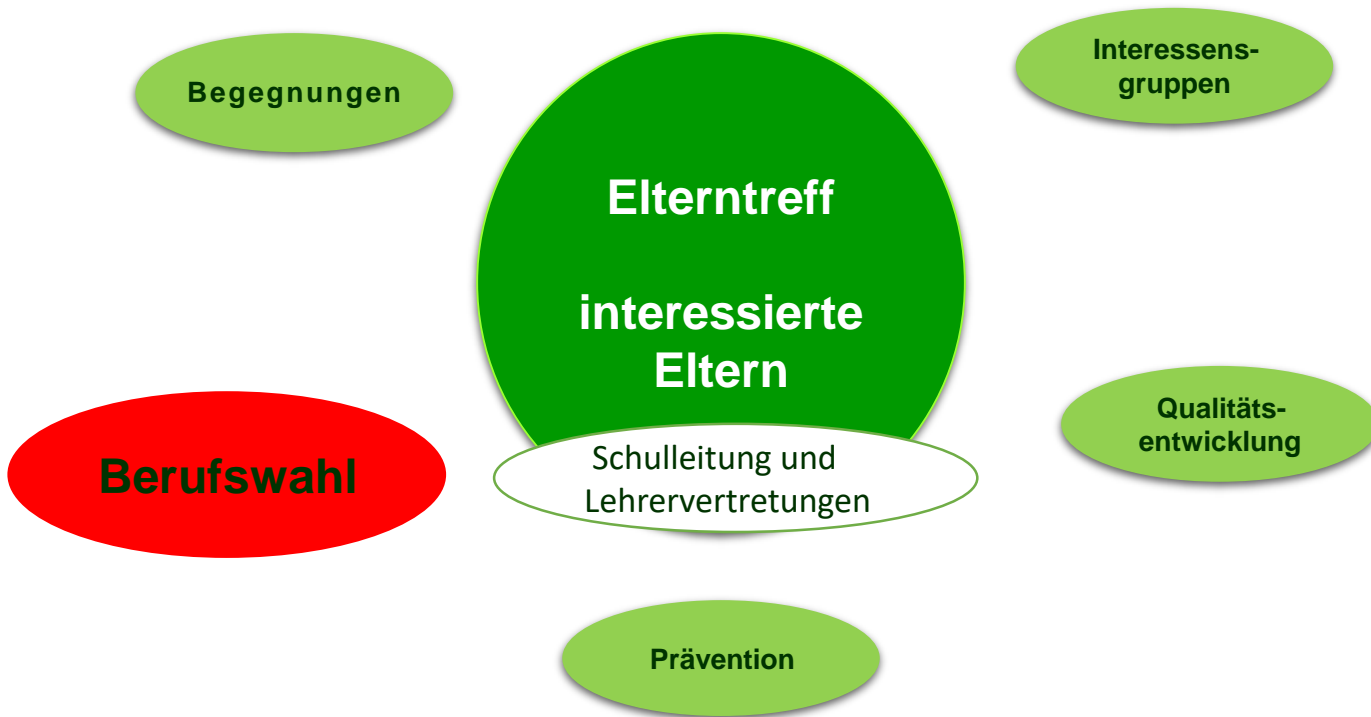 Begegnungen
Interessens-
gruppen
Elterntreff
interessierte
Eltern
Schulleitung und
Lehrervertretungen
Berufswahl
Qualitäts-
entwicklung
Prävention